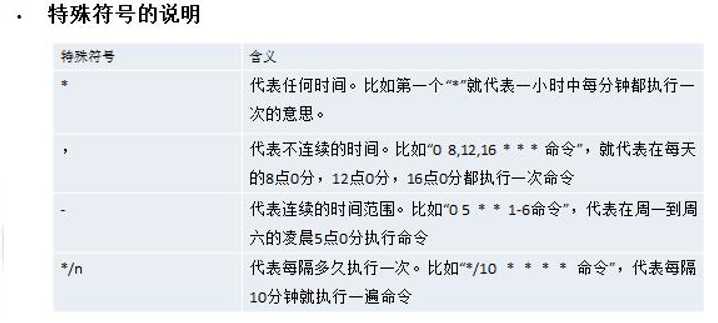 • 特殊符号的说明
特殊符号 含义
* 代表任何时间。比如第一个“*”就代表一小时中每分钟都执行一
次的意思。
, 代表不连续的时间。比如“0 8,12,16 * * * 命令”，就代表在每天
的8点0分，12点0分，16点0分都执行一次命令
- 代表连续的时间范围。比如“0 5 * * 1-6命令”，代表在周一到周
六的凌晨5点0分执行命令
*/n 代表每隔多久执行一次。比如“*/10 * * * * 命令”，代表每隔
10分钟就执行一遍命令